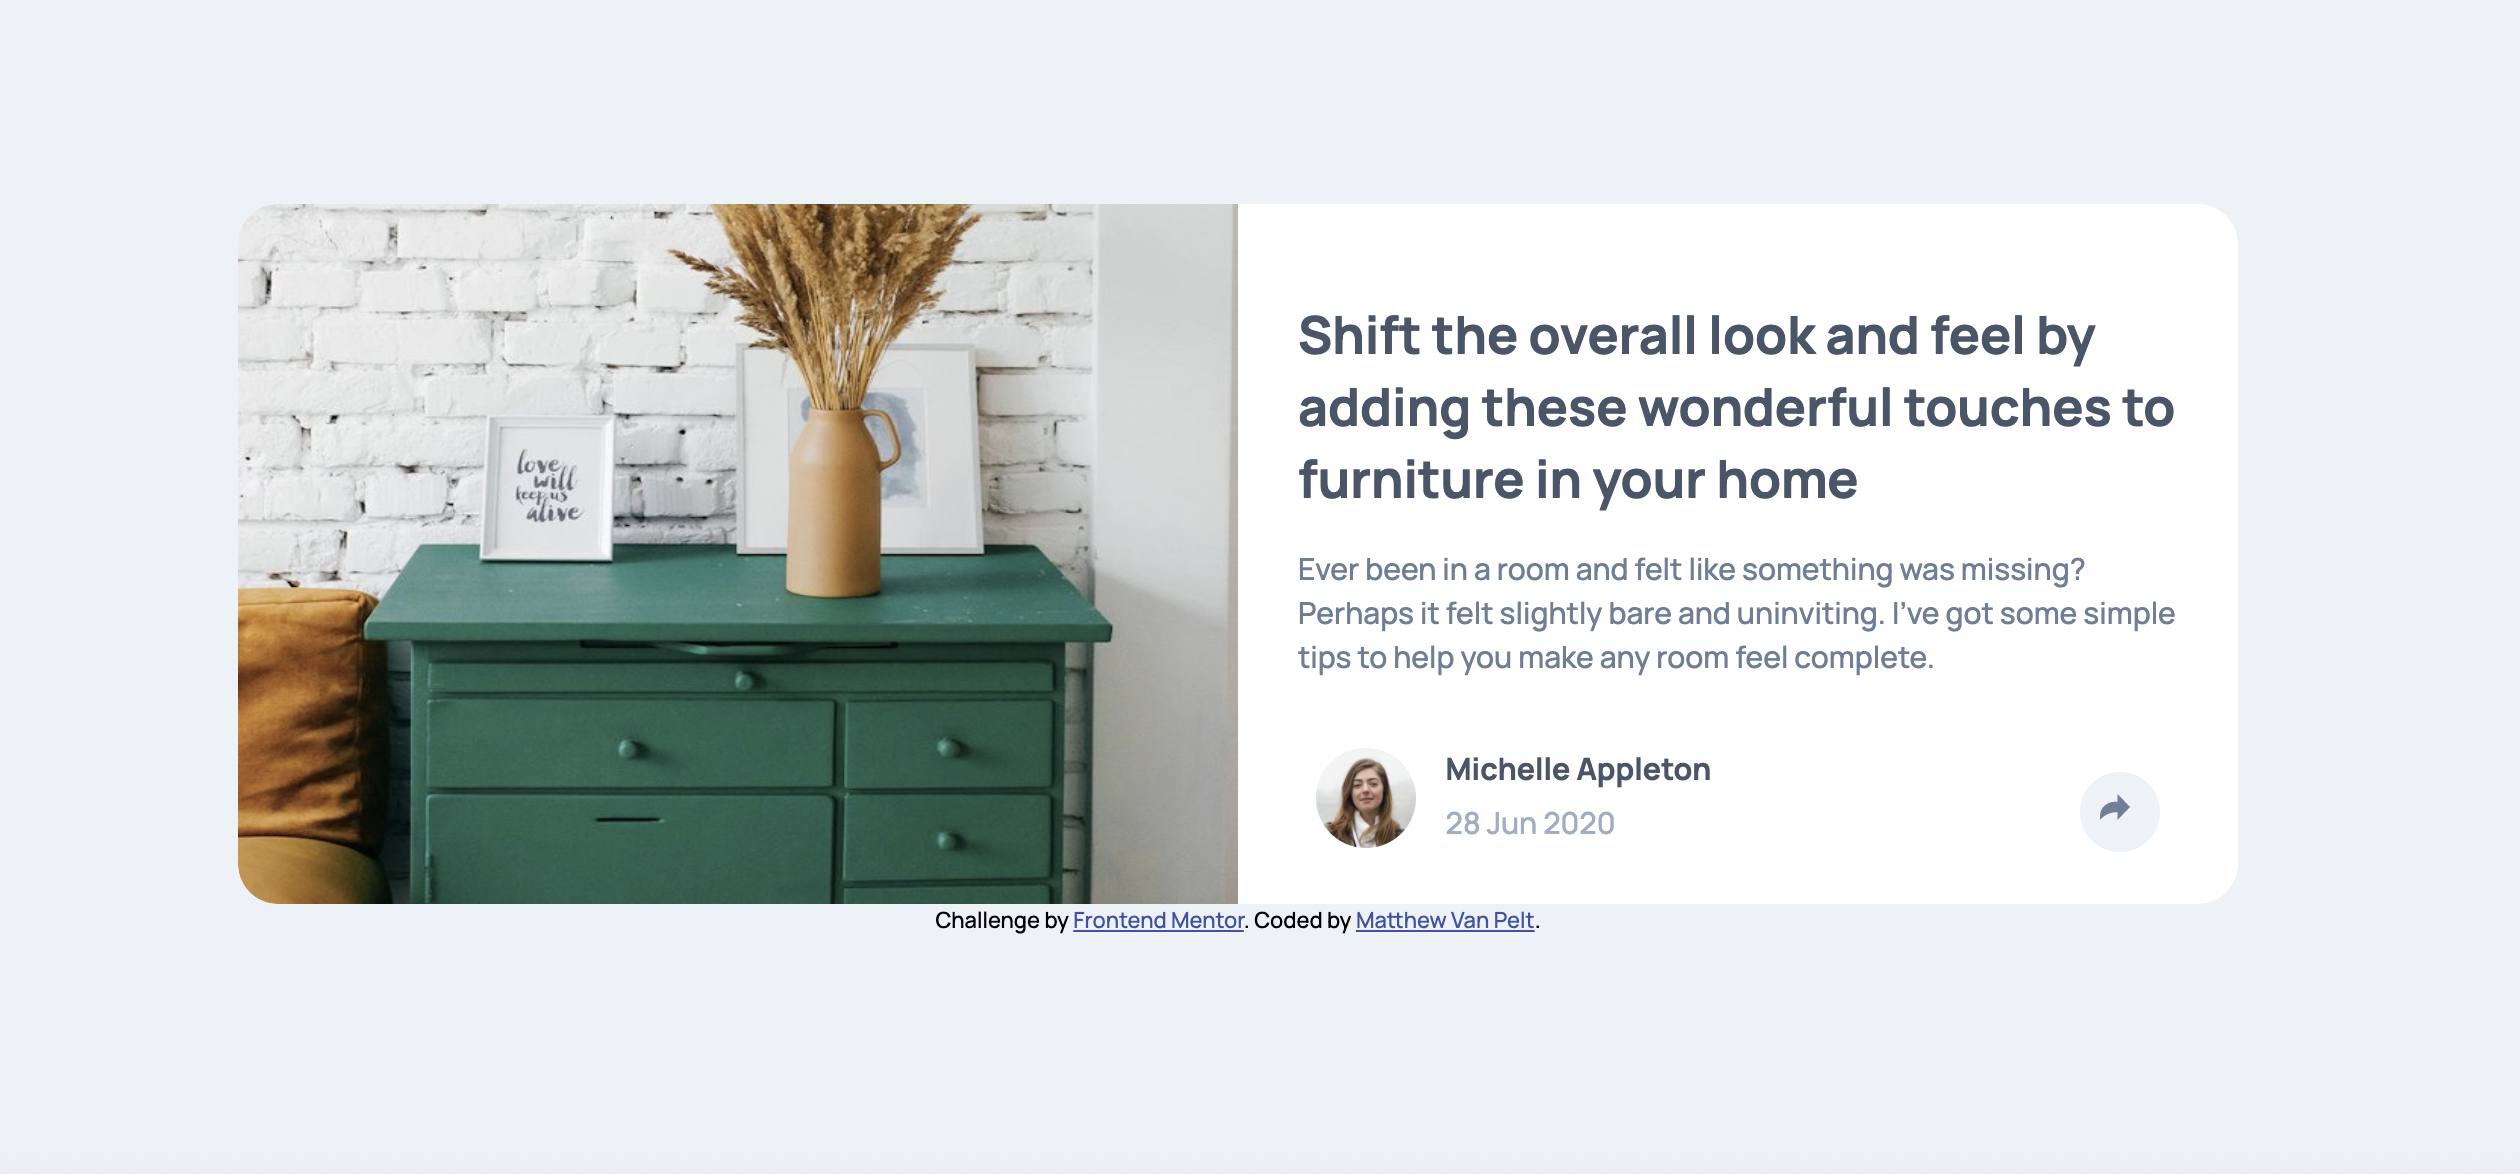 love
will
keep us
alive
Shift the overall look and feel by
adding these wonderful touches to
furniture in your home
Ever been in a room and felt like something was missing?
Perhaps it felt slightly bare and uninviting. I’ve got some simple
tips to help you make any room feel complete.
Michelle Appleton
28 Jun 2020
Challenge by Frontend Mentor. Coded by Matthew Van Pelt.